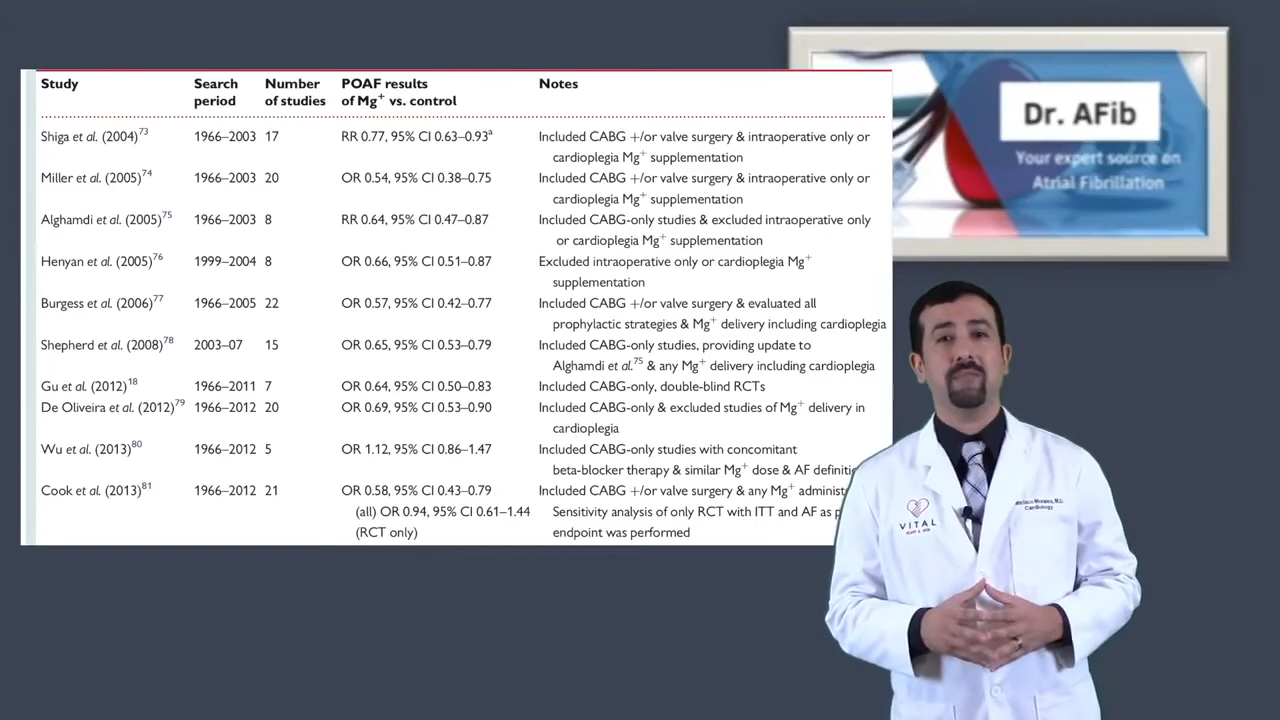 Study Search Number POAF results Notes
period of studies of Mg⁺ vs. control
Shiga et al. (2004)⁷³ 1966–2003 17 RR 0.77, 95% CI 0.63–0.93ᵃ Included CABG +/or valve surgery & intraoperative only or
cardioplegia Mg⁺ supplementation
Miller et al. (2005)⁷⁴ 1966–2003 20 OR 0.54, 95% CI 0.38–0.75 Included CABG +/or valve surgery & intraoperative only or
cardioplegia Mg⁺ supplementation
Alghamdi et al. (2005)⁷⁵ 1966–2003 8 RR 0.64, 95% CI 0.47–0.87 Included CABG-only studies & excluded intraoperative only
or cardioplegia Mg⁺ supplementation
Henyan et al. (2005)⁷⁶ 1999–2004 8 OR 0.66, 95% CI 0.51–0.87 Excluded intraoperative only or cardioplegia Mg⁺
supplementation
Burgess et al. (2006)⁷⁷ 1966–2005 22 OR 0.57, 95% CI 0.42–0.77 Included CABG +/or valve surgery & evaluated all
prophylactic strategies & Mg⁺ delivery including cardioplegia
Shepherd et al. (2008)⁷⁸ 2003–07 15 OR 0.65, 95% CI 0.53–0.79 Included CABG-only studies, providing update to
Alghamdi et al.⁷⁵ & any Mg⁺ delivery including cardioplegia
Gu et al. (2012)¹⁸ 1966–2011 7 OR 0.64, 95% CI 0.50–0.83 Included CABG-only, double-blind RCTs
De Oliveira et al. (2012)⁷⁹ 1966–2012 20 OR 0.69, 95% CI 0.53–0.90 Included CABG-only & excluded studies of Mg⁺ delivery in
cardioplegia
Wu et al. (2013)⁸⁰ 1966–2012 5 OR 1.12, 95% CI 0.86–1.47 Included CABG-only studies with concomitant
beta-blocker therapy & similar Mg⁺ dose & AF
Cook et al. (2013)⁸¹ 1966–2012 21 OR 0.58, 95% CI 0.43–0.79 Included CABG +/or valve surgery & any Mg⁺
(all) OR 0.94, 95% CI 0.61–1.44 Sensitivity analysis of only RCT with ITT and AF as
(RCT only) endpoint was performed
Dr. AFib
Your expert source on
Atrial Fibrillation
VITAL
Morales, M.D.
Cardiology